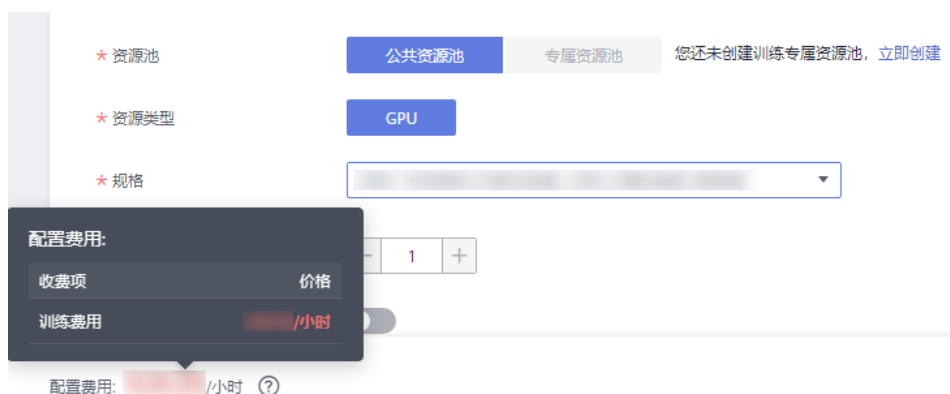 * 资源池 公共资源池 专属资源池 您还未创建训练专属资源池，立即创建
* 资源类型 GPU
* 规格
配置费用:
1
收费项 价格
训练费用 /小时
配置费用: /小时